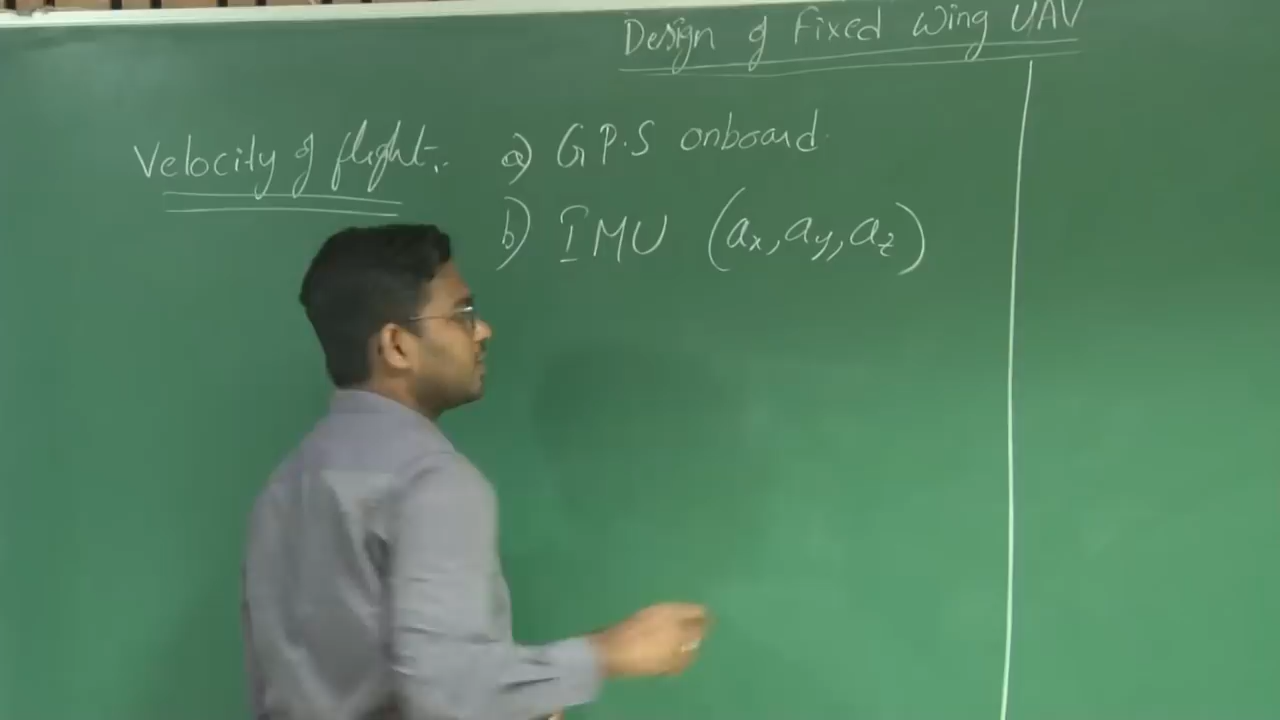 Design of Fixed Wing UAV
Velocity of flight:. a) G P.S onboard.
b) IMU (ax, ay, az)